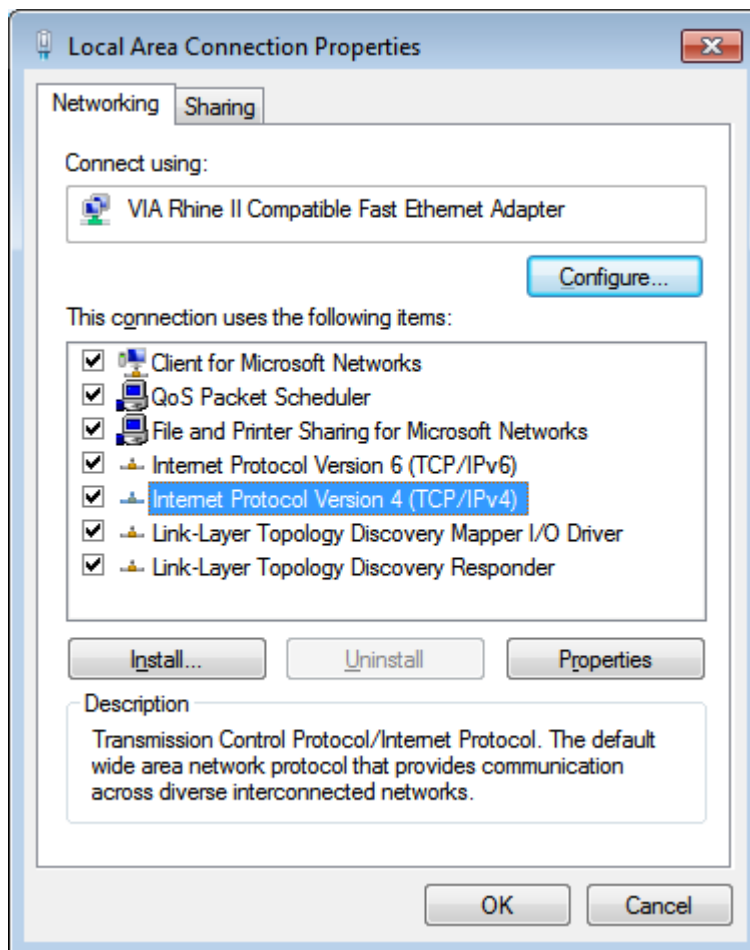 Local Area Connection Properties
Networking
Sharing
Connect using:
VIA Rhine II Compatible Fast Ethernet Adapter
Configure...
This connection uses the following items:
Client for Microsoft Networks
QoS Packet Scheduler
File and Printer Sharing for Microsoft Networks
Internet Protocol Version 6 (TCP/IPv6)
Internet Protocol Version 4 (TCP/IPv4)
Link-Layer Topology Discovery Mapper I/O Driver
Link-Layer Topology Discovery Responder
Install...
Uninstall
Properties
Description
Transmission Control Protocol/Internet Protocol. The default
wide area network protocol that provides communication
across diverse interconnected networks.
OK
Cancel